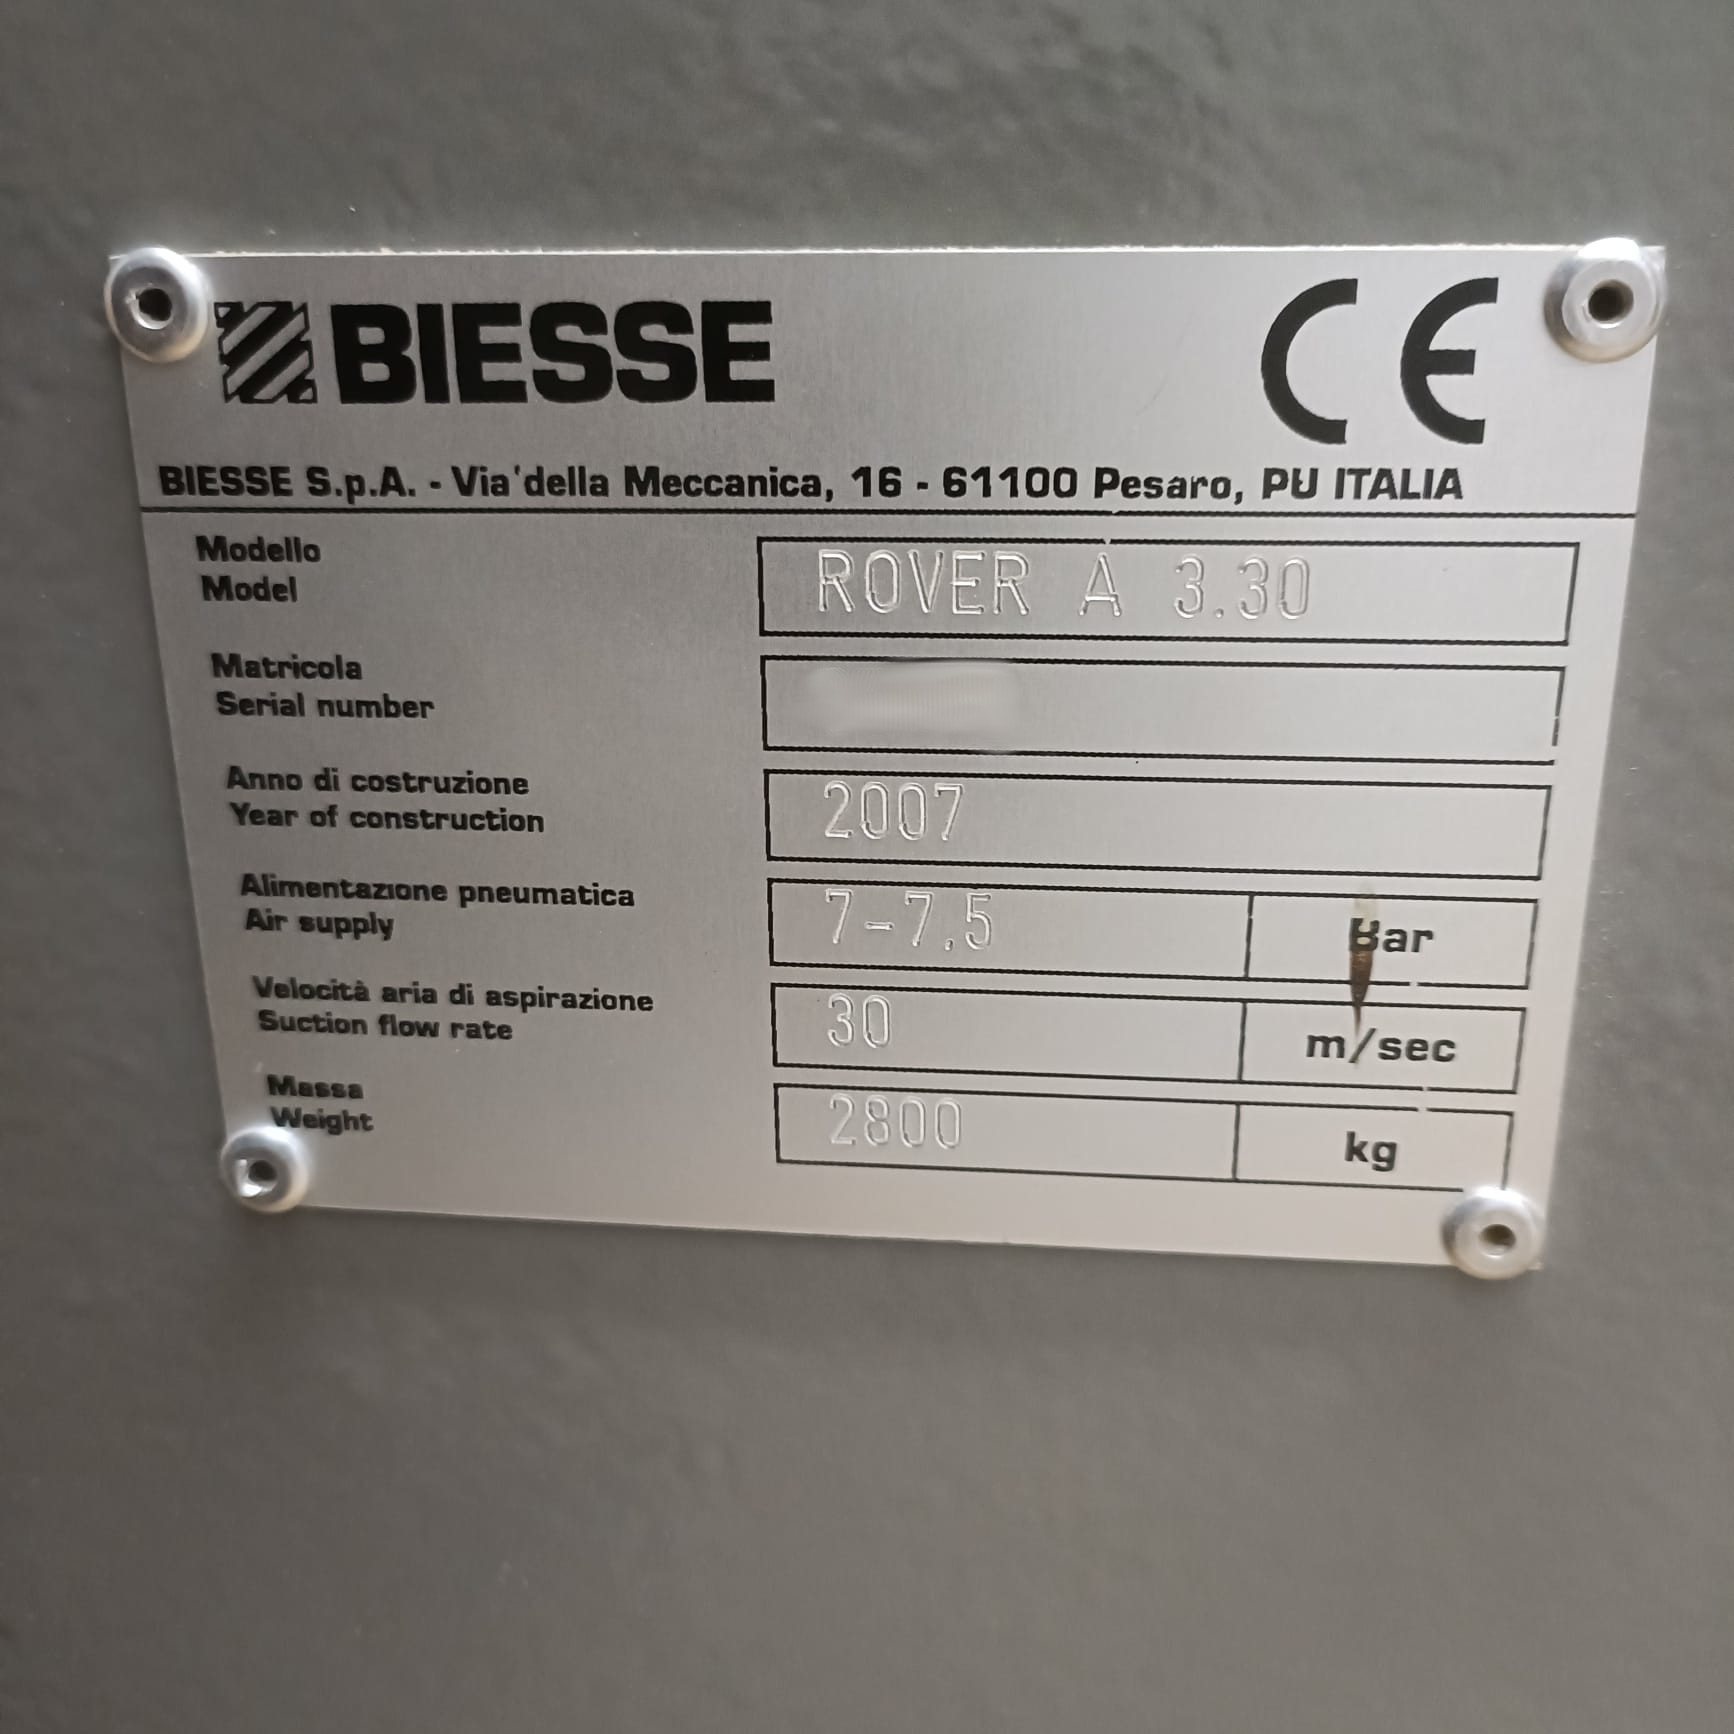 BIESSE
CE
BIESSE S.p.A. - Via della Meccanica, 16 - 61100 Pesaro, PU ITALIA
Modello
Model
ROVER A 3.30
Matricola
Serial number
Anno di costruzione
Year of construction
2007
Alimentazione pneumatica
Air supply
7-7.5
Bar
Velocità aria di aspirazione
Suction flow rate
30
m/sec
Massa
Weight
2800
kg